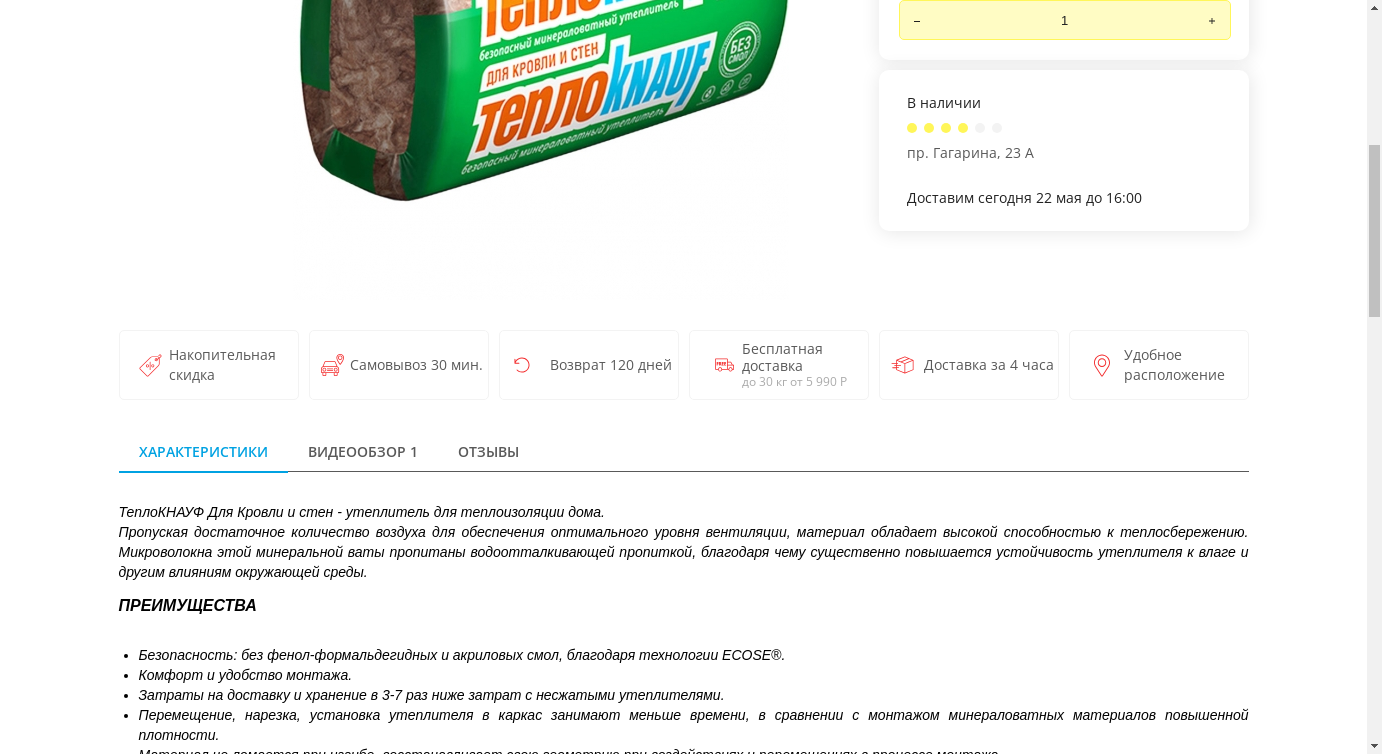 ТЕПЛО
безопасный минераловатный утеплитель
ДЛЯ КРОВЛИ И СТЕН
ТЕПЛОKNAUF
безопасный минераловатный утеплитель
БЕЗ
СМОЛ
− 1 +
В наличии
пр. Гагарина, 23 А
Доставим сегодня 22 мая до 16:00
Накопительная
скидка
Самовывоз 30 мин.
Возврат 120 дней
Бесплатная
доставка
до 30 кг от 5 990 Р
Доставка за 4 часа
Удобное
расположение
ХАРАКТЕРИСТИКИ ВИДЕООБЗОР 1 ОТЗЫВЫ
ТеплоКНАУФ Для Кровли и стен - утеплитель для теплоизоляции дома.
Пропуская достаточное количество воздуха для обеспечения оптимального уровня вентиляции, материал обладает высокой способностью к теплосбережению.
Микроволокна этой минеральной ваты пропитаны водоотталкивающей пропиткой, благодаря чему существенно повышается устойчивость утеплителя к влаге и
другим влияниям окружающей среды.
ПРЕИМУЩЕСТВА
• Безопасность: без фенол-формальдегидных и акриловых смол, благодаря технологии ECOSE®.
• Комфорт и удобство монтажа.
• Затраты на доставку и хранение в 3-7 раз ниже затрат с несжатыми утеплителями.
• Перемещение, нарезка, установка утеплителя в каркас занимают меньше времени, в сравнении с монтажом минераловатных материалов повышенной
плотности.